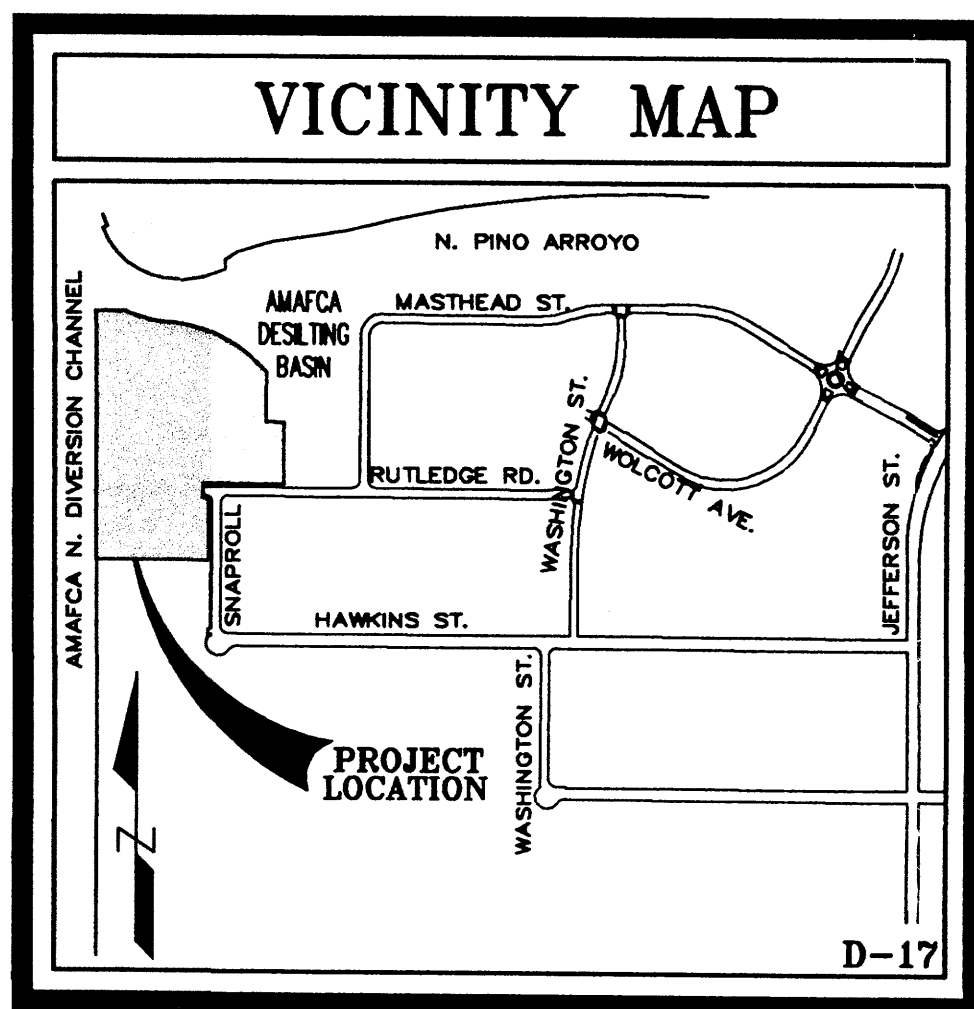 VICINITY MAP
N. PINO ARROYO
AMAFCA
DESILTING
BASIN
MASTHEAD ST.
AMAFCA N. DIVERSION CHANNEL
RUTLEDGE RD.
WASHINGTON ST.
WOLCOTT AVE.
JEFFERSON ST.
SNAPROLL
HAWKINS ST.
WASHINGTON ST.
PROJECT
LOCATION
N
D-17